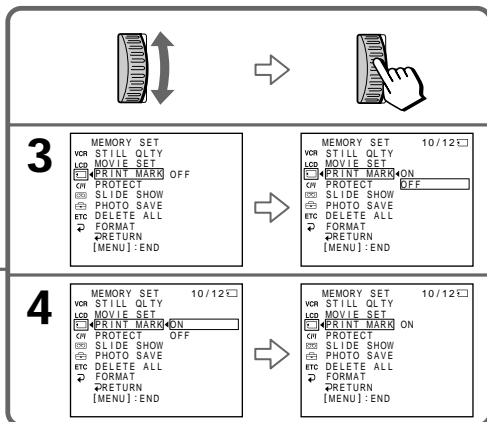 3
MEMORY SET
VCR STILL QLTY
LCD MOVIE SET
PRINT MARK OFF
PROTECT
SLIDE SHOW
PHOTO SAVE
ETC DELETE ALL
FORMAT
RETURN
[MENU] : END
MEMORY SET 10/12
VCR STILL QLTY
LCD MOVIE SET
PRINT MARK ON
PROTECT OFF
SLIDE SHOW
PHOTO SAVE
ETC DELETE ALL
FORMAT
RETURN
[MENU] : END
4
MEMORY SET 10/12
VCR STILL QLTY
LCD MOVIE SET
PRINT MARK ON
PROTECT OFF
SLIDE SHOW
PHOTO SAVE
ETC DELETE ALL
FORMAT
RETURN
[MENU] : END
MEMORY SET 10/12
VCR STILL QLTY
LCD MOVIE SET
PRINT MARK ON
PROTECT
SLIDE SHOW
PHOTO SAVE
ETC DELETE ALL
FORMAT
RETURN
[MENU] : END